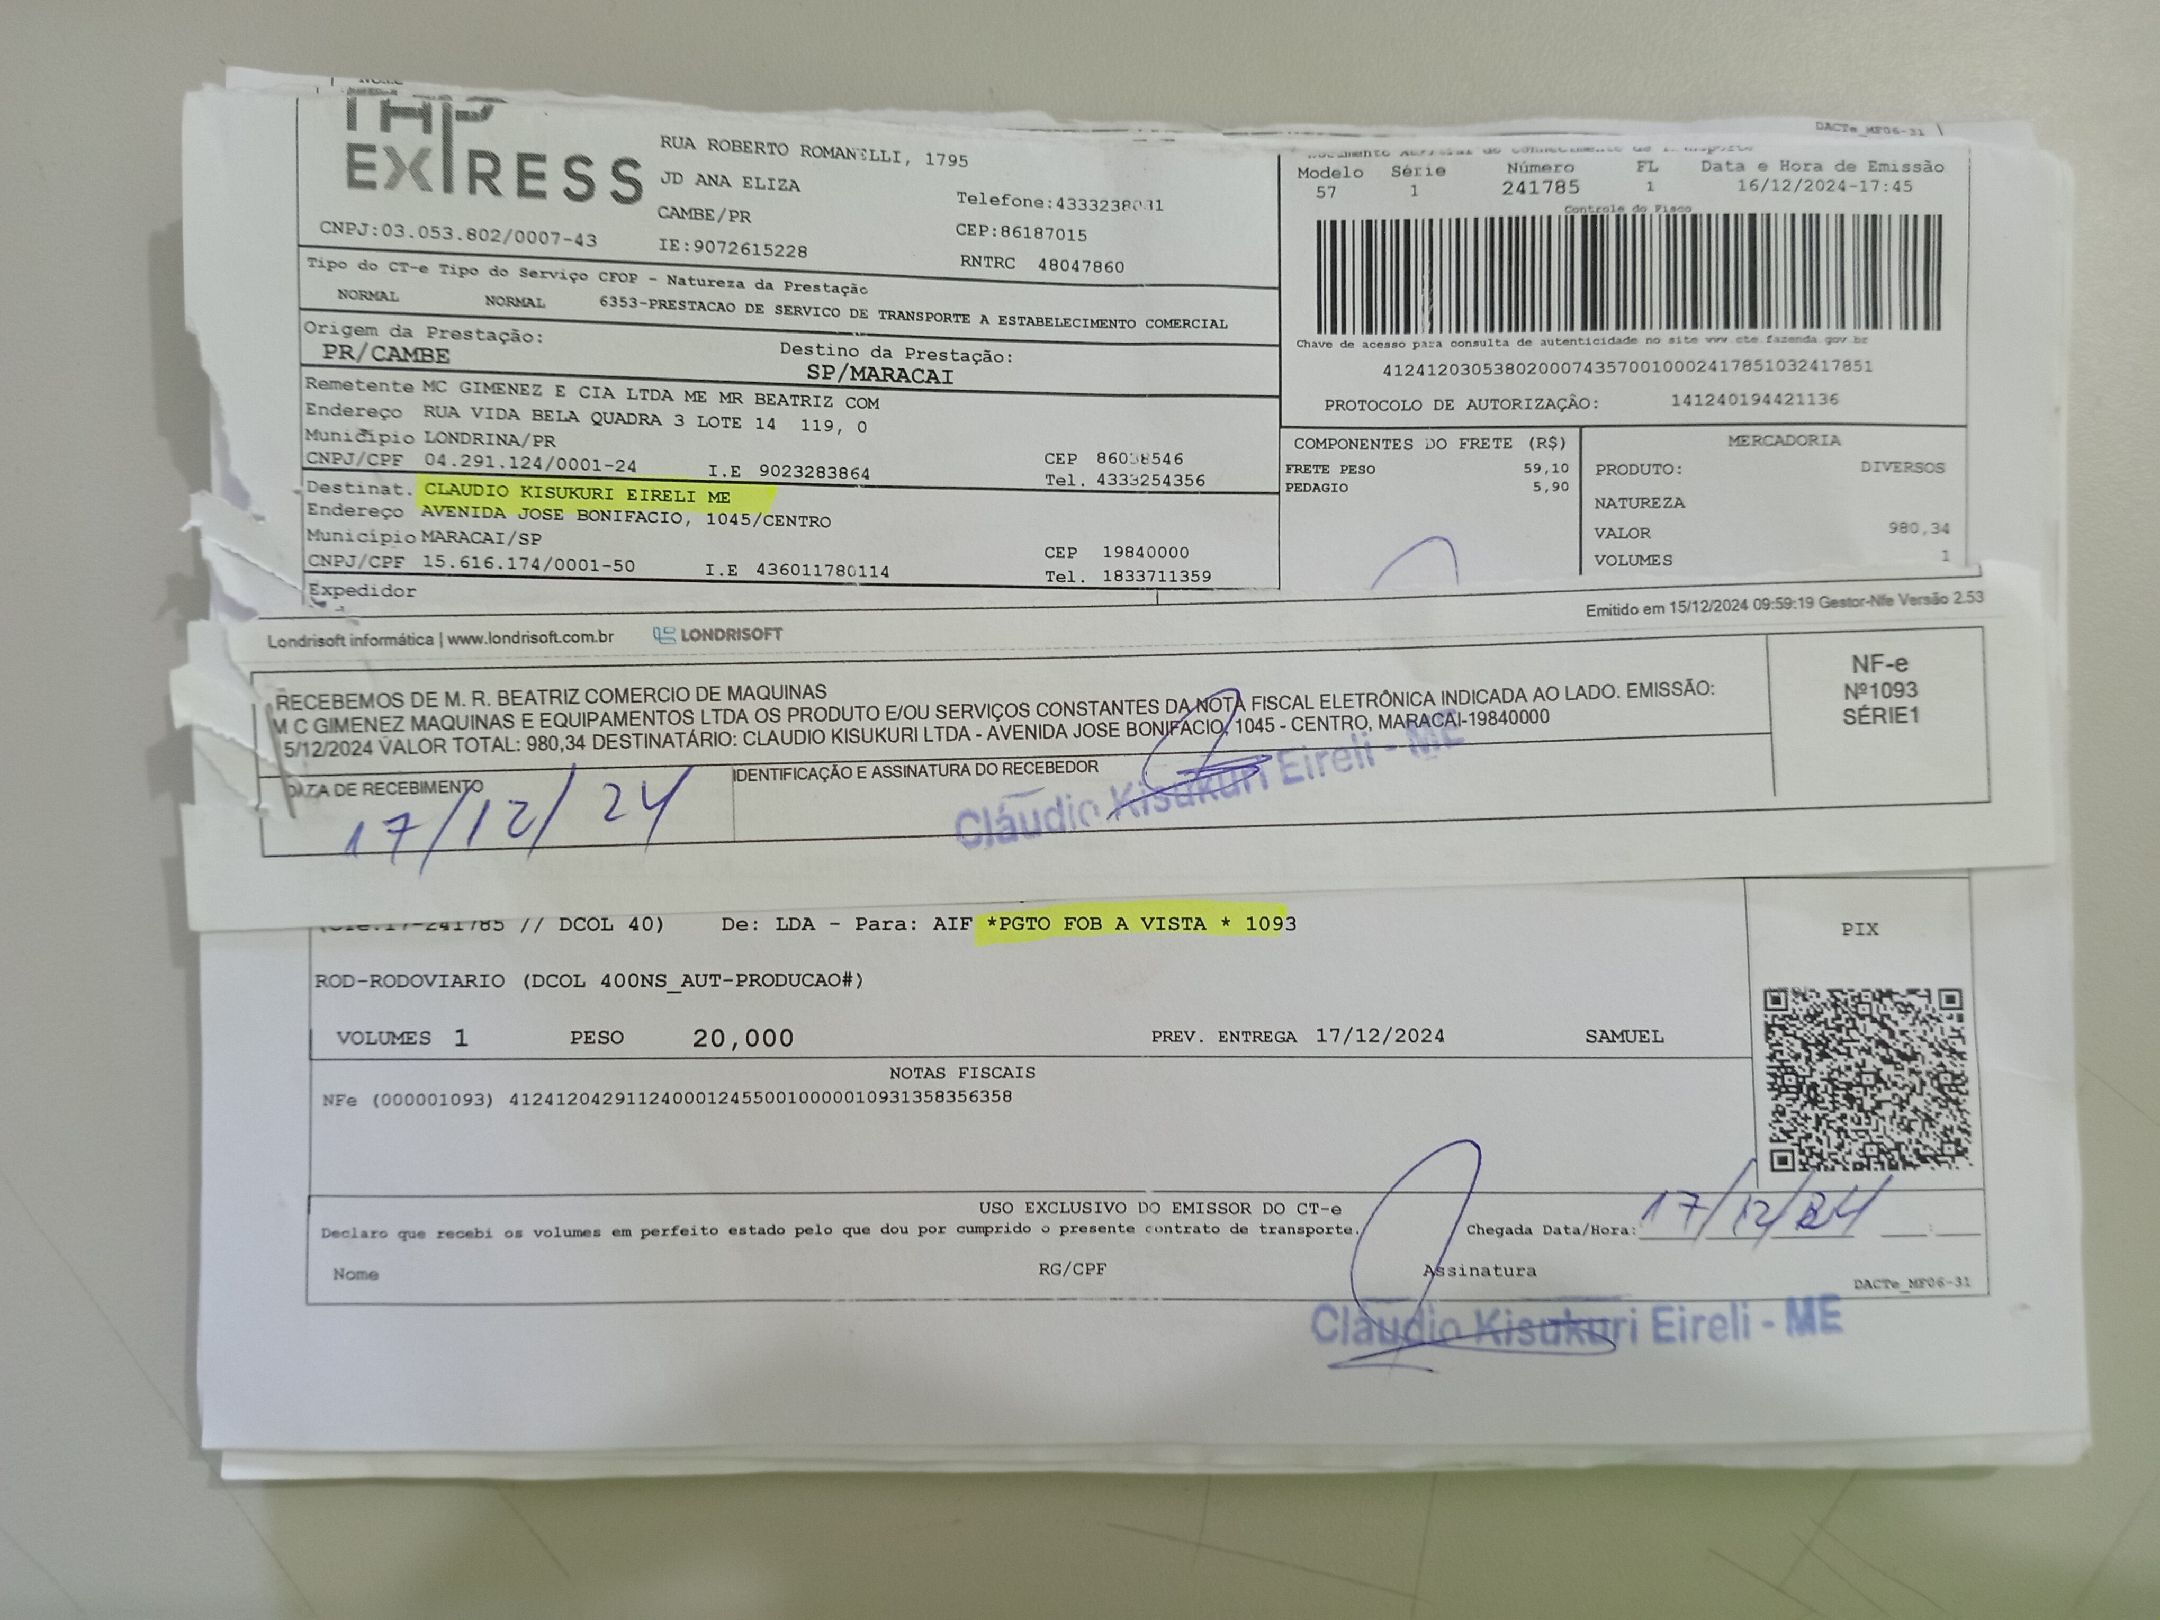 EXPRESS
RUA ROBERTO ROMANELLI, 1795
JD ANA ELIZA
CAMBE/PR
Telefone:4333238031
CNPJ:03.053.802/0007-43
IE:9072615228
CEP:86187015
RNTRC 48047860
DACTe_MF06-31
Modelo Série Número FL Data e Hora de Emissão
57 1 241785 1 16/12/2024-17:45
Controle do Fisco
Tipo do CT-e Tipo do Serviço CFOP - Natureza da Prestação
NORMAL NORMAL 6353-PRESTACAO DE SERVICO DE TRANSPORTE A ESTABELECIMENTO COMERCIAL
Origem da Prestação: Destino da Prestação:
PR/CAMBE SP/MARACAI
Chave de acesso para consulta de autenticidade no site www.cte.fazenda.gov.br
41241203053802000743570010002417851032417851
PROTOCOLO DE AUTORIZAÇÃO: 141240194421136
Remetente MC GIMENEZ E CIA LTDA ME MR BEATRIZ COM
Endereço RUA VIDA BELA QUADRA 3 LOTE 14 119, 0
Município LONDRINA/PR
CEP 86038546
CNPJ/CPF 04.291.124/0001-24 I.E 9023283864 Tel. 4333254356
Destinat. CLAUDIO KISUKURI EIRELI ME
Endereço AVENIDA JOSE BONIFACIO, 1045/CENTRO
Município MARACAI/SP
CEP 19840000
CNPJ/CPF 15.616.174/0001-50 I.E 436011780114 Tel. 1833711359
Expedidor
COMPONENTES DO FRETE (R$)
FRETE PESO 59,10
PEDAGIO 5,90
MERCADORIA
PRODUTO: DIVERSOS
NATUREZA
VALOR 980,34
VOLUMES 1
Emitido em 15/12/2024 09:59:19 Gestor-Nfe Versão 2.53
Londrisoft informática | www.londrisoft.com.br LONDRISOFT
RECEBEMOS DE M. R. BEATRIZ COMERCIO DE MAQUINAS
M C GIMENEZ MAQUINAS E EQUIPAMENTOS LTDA OS PRODUTO E/OU SERVIÇOS CONSTANTES DA NOTA FISCAL ELETRÔNICA INDICADA AO LADO. EMISSÃO:
5/12/2024 VALOR TOTAL: 980,34 DESTINATÁRIO: CLAUDIO KISUKURI LTDA - AVENIDA JOSE BONIFACIO, 1045 - CENTRO, MARACAI-19840000
NF-e
Nº1093
SÉRIE1
DATA DE RECEBIMENTO
17/12/24
IDENTIFICAÇÃO E ASSINATURA DO RECEBEDOR
Cláudio Kisukuri Eireli - ME
241785 // DCOL 40) De: LDA - Para: AIF *PGTO FOB A VISTA * 1093
ROD-RODOVIARIO (DCOL 400NS_AUT-PRODUCAO#)
VOLUMES 1 PESO 20,000 PREV. ENTREGA 17/12/2024 SAMUEL
PIX
NOTAS FISCAIS
NFe (000001093) 41241204291124000124550010000010931358356358
USO EXCLUSIVO DO EMISSOR DO CT-e
Declaro que recebi os volumes em perfeito estado pelo que dou por cumprido o presente contrato de transporte.
Chegada Data/Hora: 17/12/24
Nome RG/CPF Assinatura
DACTe_MF06-31
Cláudio Kisukuri Eireli - ME